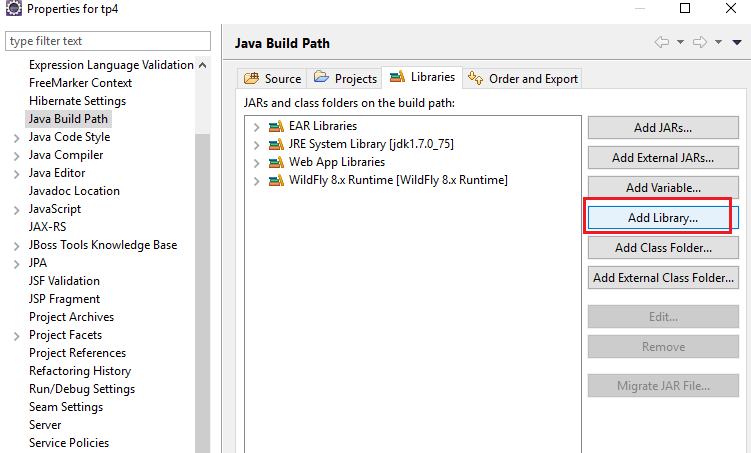 Properties for tp4
type filter text
Expression Language Validation
FreeMarker Context
Hibernate Settings
Java Build Path
Java Code Style
Java Compiler
Java Editor
Javadoc Location
JavaScript
JAX-RS
JBoss Tools Knowledge Base
JPA
JSF Validation
JSP Fragment
Project Archives
Project Facets
Project References
Refactoring History
Run/Debug Settings
Seam Settings
Server
Service Policies
Java Build Path
Source
Projects
Libraries
Order and Export
JARs and class folders on the build path:
EAR Libraries
JRE System Library [jdk1.7.0_75]
Web App Libraries
WildFly 8.x Runtime [WildFly 8.x Runtime]
Add JARs...
Add External JARs...
Add Variable...
Add Library...
Add Class Folder...
Add External Class Folder...
Edit...
Remove
Migrate JAR File...